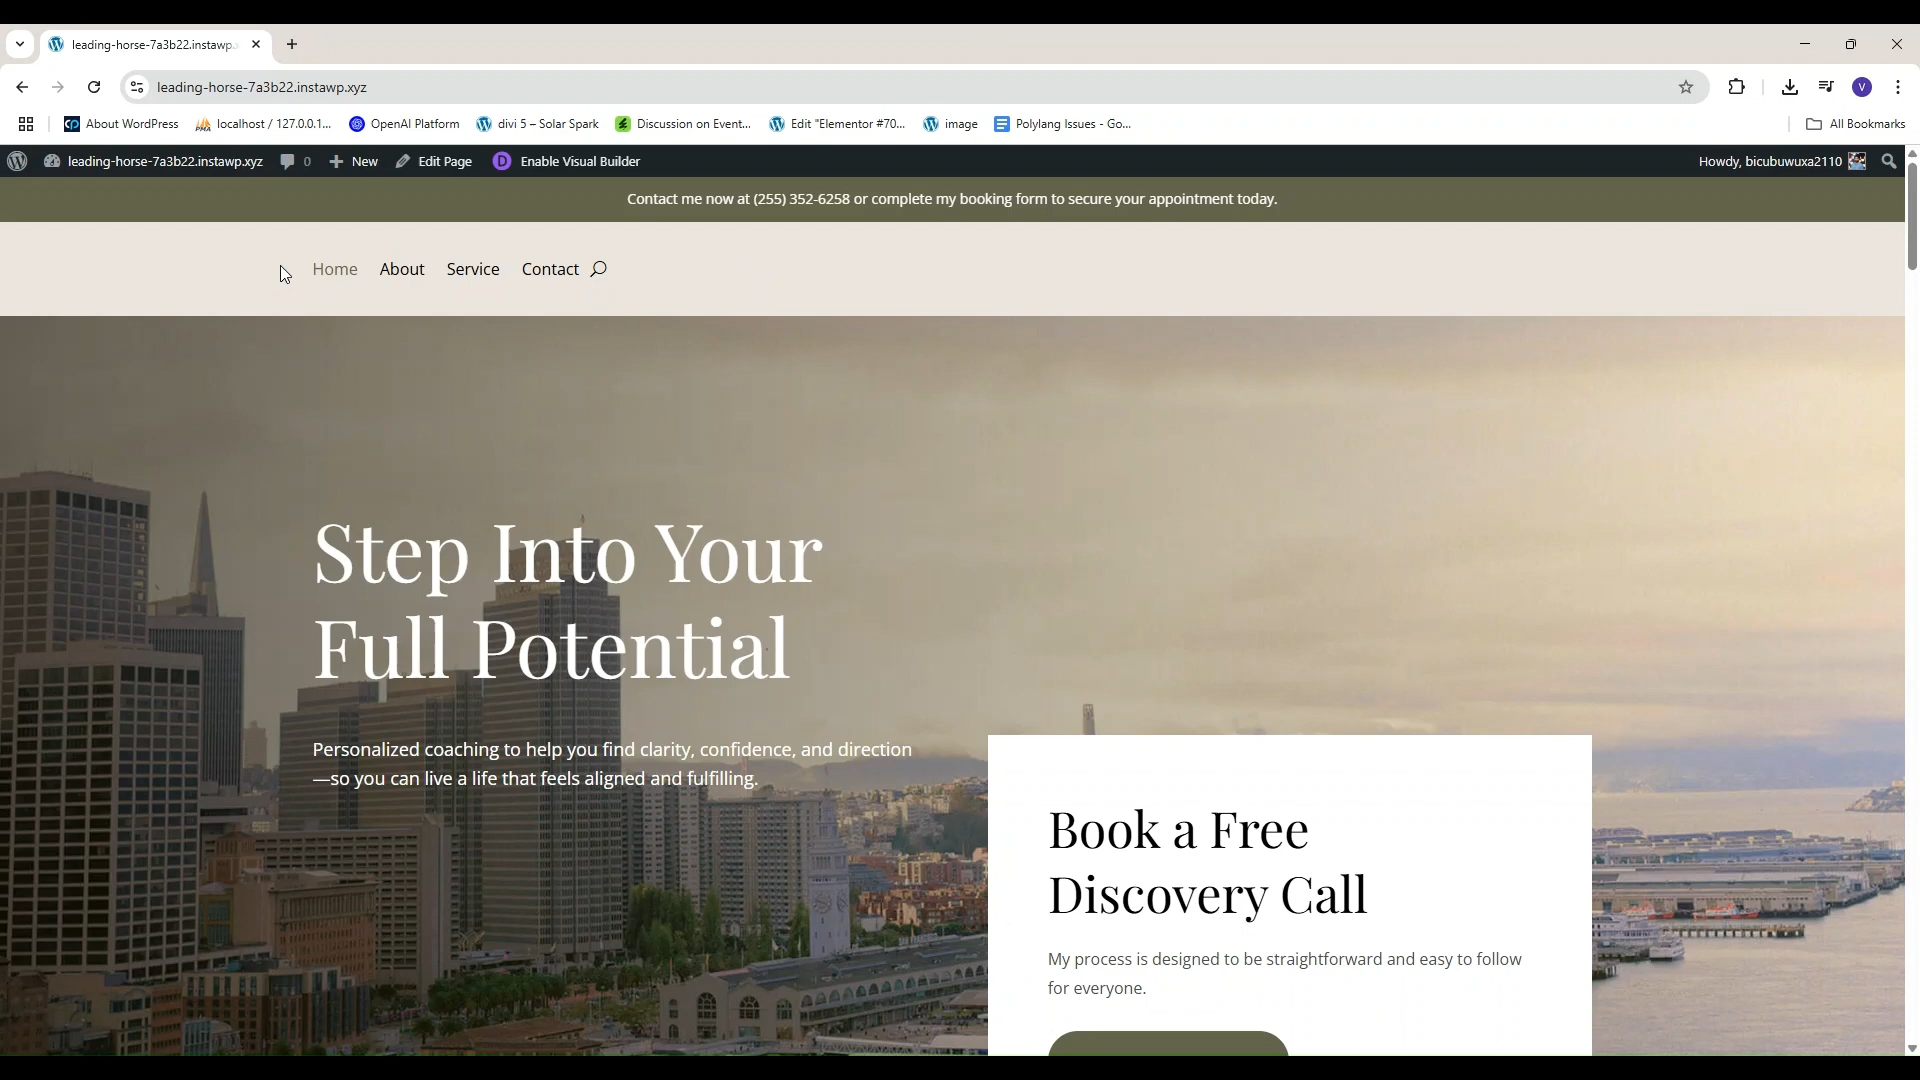 leading-horse-7a3b22.instawp.
leading-horse-7a3b22.instawp.xyz
V
About WordPress
localhost / 127.0.0.1...
OpenAI Platform
divi 5 – Solar Spark
Discussion on Event...
Edit "Elementor #70...
image
Polylang Issues - Go...
All Bookmarks
leading-horse-7a3b22.instawp.xyz
0
New
Edit Page
D
Enable Visual Builder
Howdy, bicubuwuxa2110
Contact me now at (255) 352-6258 or complete my booking form to secure your appointment today.
Home
About
Service
Contact
Step Into Your
Full Potential
Personalized coaching to help you find clarity, confidence, and direction
—so you can live a life that feels aligned and fulfilling.
Book a Free
Discovery Call
My process is designed to be straightforward and easy to follow
for everyone.